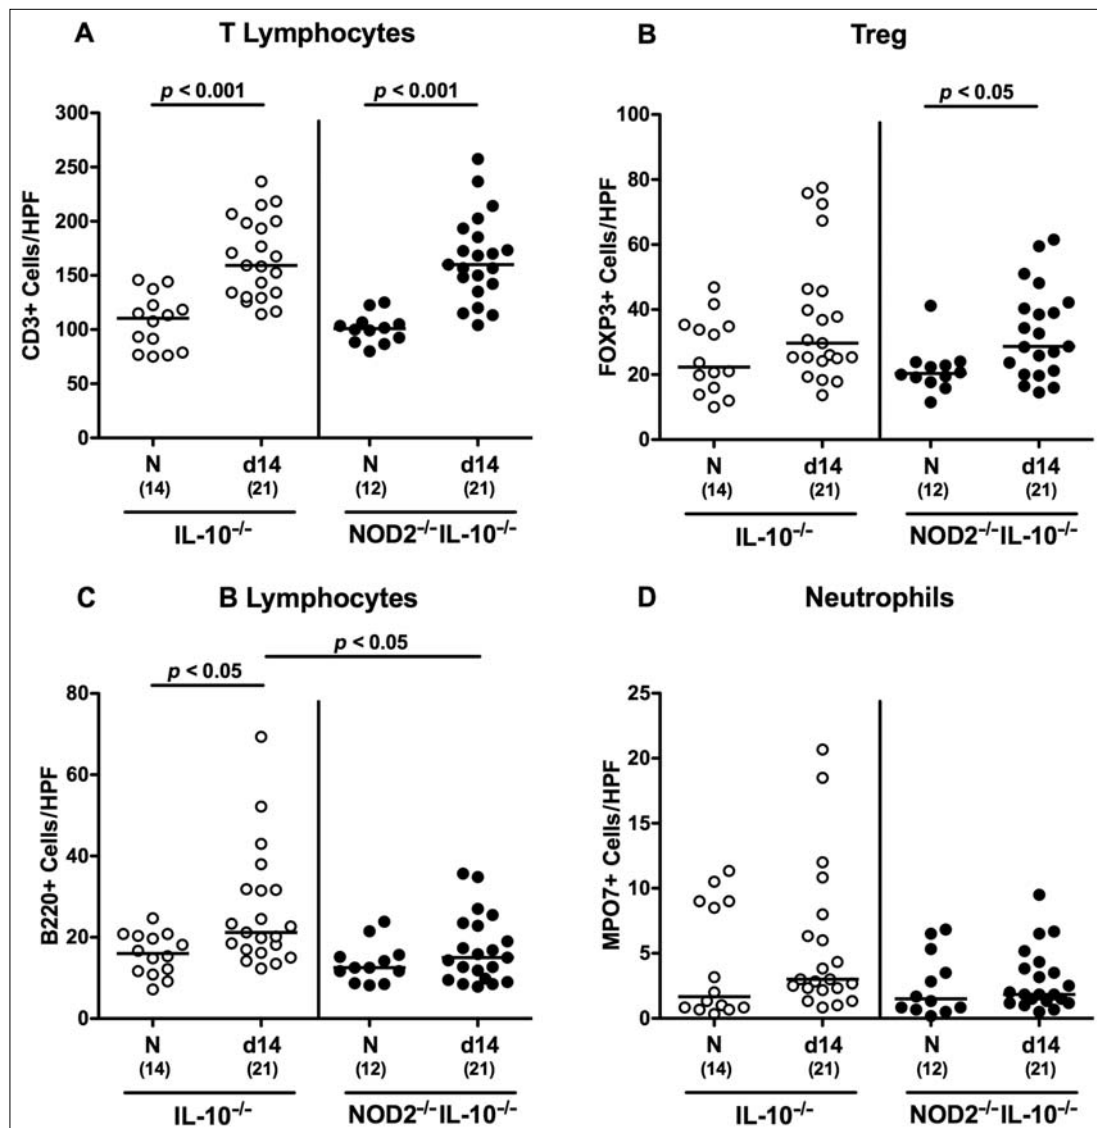 A T Lymphocytes
p < 0.001 p < 0.001
CD3+ Cells/HPF
300
250
200
150
100
50
0
N d14 N d14
(14) (21) (12) (21)
IL-10⁻/⁻ NOD2⁻/⁻IL-10⁻/⁻
B Treg
p < 0.05
FOXP3+ Cells/HPF
100
80
60
40
20
0
N d14 N d14
(14) (21) (12) (21)
IL-10⁻/⁻ NOD2⁻/⁻IL-10⁻/⁻
C B Lymphocytes
p < 0.05
p < 0.05
B220+ Cells/HPF
80
60
40
20
0
N d14 N d14
(14) (21) (12) (21)
IL-10⁻/⁻ NOD2⁻/⁻IL-10⁻/⁻
D Neutrophils
MPO7+ Cells/HPF
25
20
15
10
5
0
N d14 N d14
(14) (21) (12) (21)
IL-10⁻/⁻ NOD2⁻/⁻IL-10⁻/⁻